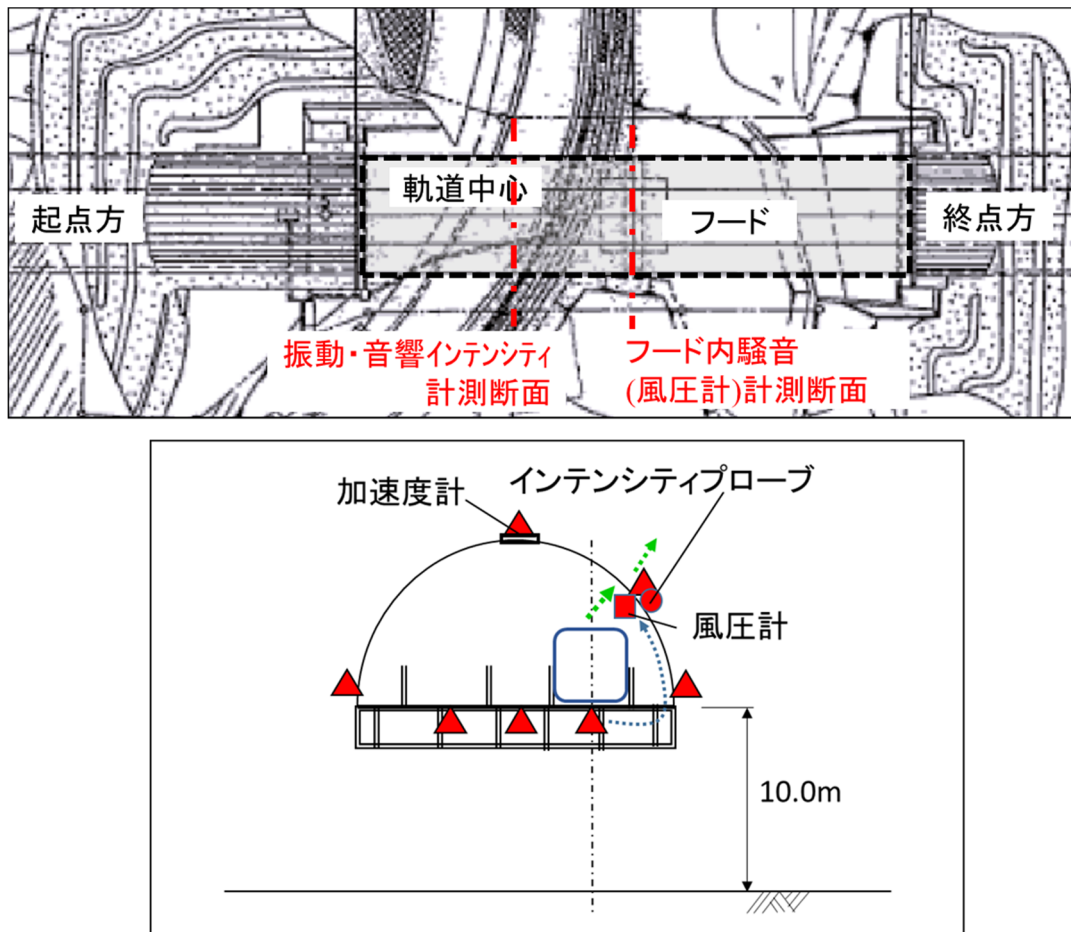 起点方
軌道中心
フード
終点方
振動・音響インテンシティ
計測断面
フード内騒音
(風圧計)計測断面
加速度計
インテンシティプローブ
風圧計
10.0m